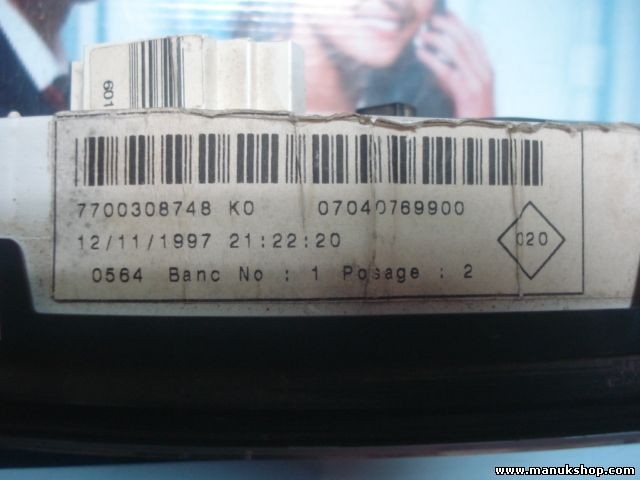 601
7700308748 K0 07040769900
12/11/1997 21:22:20
020
0564 Banc No : 1 Posage : 2
www.manukshop.com